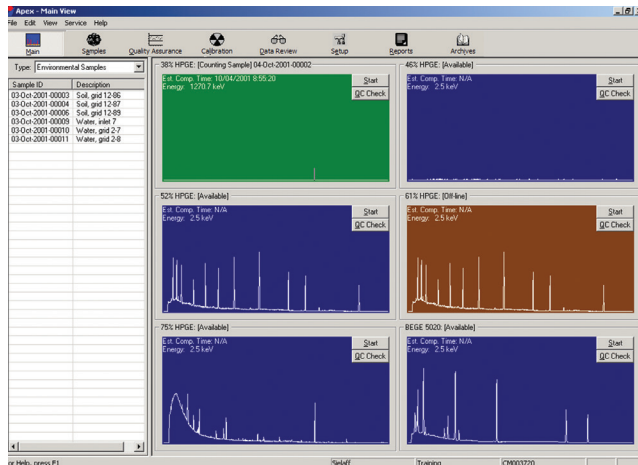 Apex - Main View
File Edit View Service Help
Main Samples Quality Assurance Calibration Data Review Setup Reports Archives
Type: Environmental Samples
Sample ID Description
03-Oct-2001-00003 Soil, grid 12-86
03-Oct-2001-00004 Soil, grid 12-87
03-Oct-2001-00006 Soil, grid 12-89
03-Oct-2001-00009 Water, inlet 7
03-Oct-2001-00010 Water, grid 2-7
03-Oct-2001-00011 Water, grid 2-8
38% HPGE: [Counting Sample] 04-Oct-2001-00002
Est. Comp. Time: 10/04/2001 8:55:20
Energy: 1270.7 keV
Start
QC Check
46% HPGE: [Available]
Energy: 2.5 keV
Start
QC Check
52% HPGE: [Available]
Est. Comp. Time: N/A
Energy: 2.5 keV
Start
QC Check
61% HPGE: [Off-line]
Est. Comp. Time: N/A
Energy: 2.5 keV
Start
QC Check
75% HPGE: [Available]
Est. Comp. Time: N/A
Energy: 2.5 keV
Start
QC Check
BEGE 5020: [Available]
Est. Comp. Time: N/A
Energy: 2.5 keV
Start
QC Check
or Help, press F1 Sielaff Training CM003720